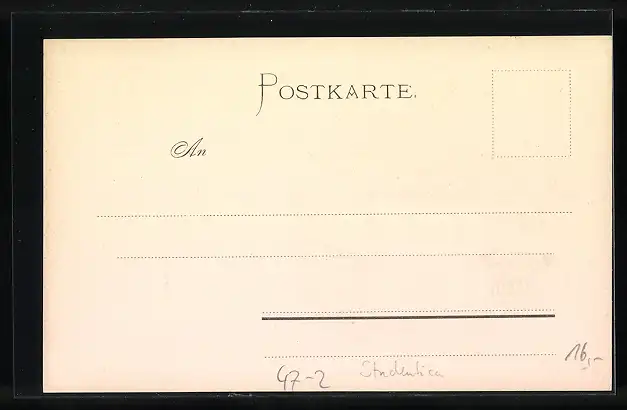 POSTKARTE.
An
47-2 Studentica 16,-